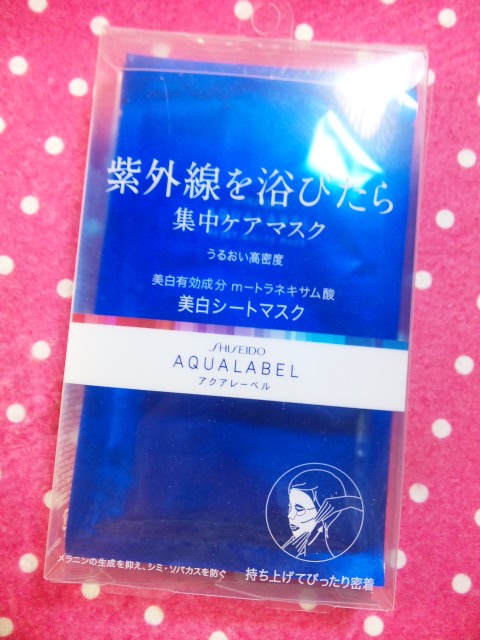 紫外線を浴びたら
集中ケアマスク
うるおい高密度
美白有効成分 m－トラネキサム酸
美白シートマスク
SHISEIDO
AQUALABEL
アクアレーベル
メラニンの生成を抑え、シミ・ソバカスを防ぐ
持ち上げてぴったり密着